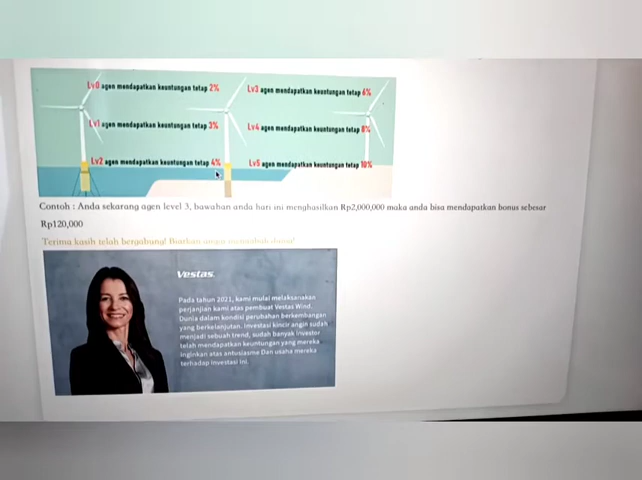 Lv0 agen mendapatkan keuntungan tetap 2%
Lv3 agen mendapatkan keuntungan tetap 6%
Lv1 agen mendapatkan keuntungan tetap 3%
Lv4 agen mendapatkan keuntungan tetap 8%
Lv2 agen mendapatkan keuntungan tetap 4%
Lv5 agen mendapatkan keuntungan tetap 10%
Contoh : Anda sekarang agen level 3, bawahan anda hari ini menghasilkan Rp2,000,000 maka anda bisa mendapatkan bonus sebesar
Rp120,000
Terima kasih telah bergabung! Biarkan angin mengubah dunia!
Vestas
Pada tahun 2021, kami mulai melaksanakan
perjanjian kami atas pembuat Vestas Wind.
Dunia dalam kondisi perubahan berkembangan
yang berkelanjutan. Investasi kincir angin sudah
menjadi sebuah trend, sudah banyak investor
telah mendapatkan keuntungan yang mereka
inginkan atas antusiasme Dan usaha mereka
terhadap investasi ini.